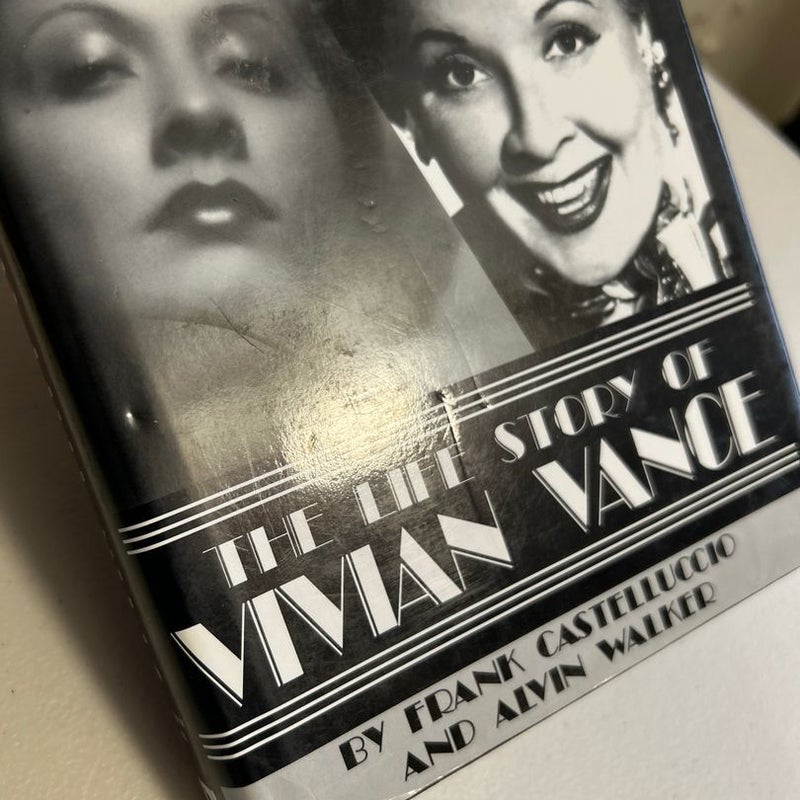 THE LIFE STORY OF
VIVIAN VANCE
BY FRANK CASTELLUCCIO
AND ALVIN WALKER